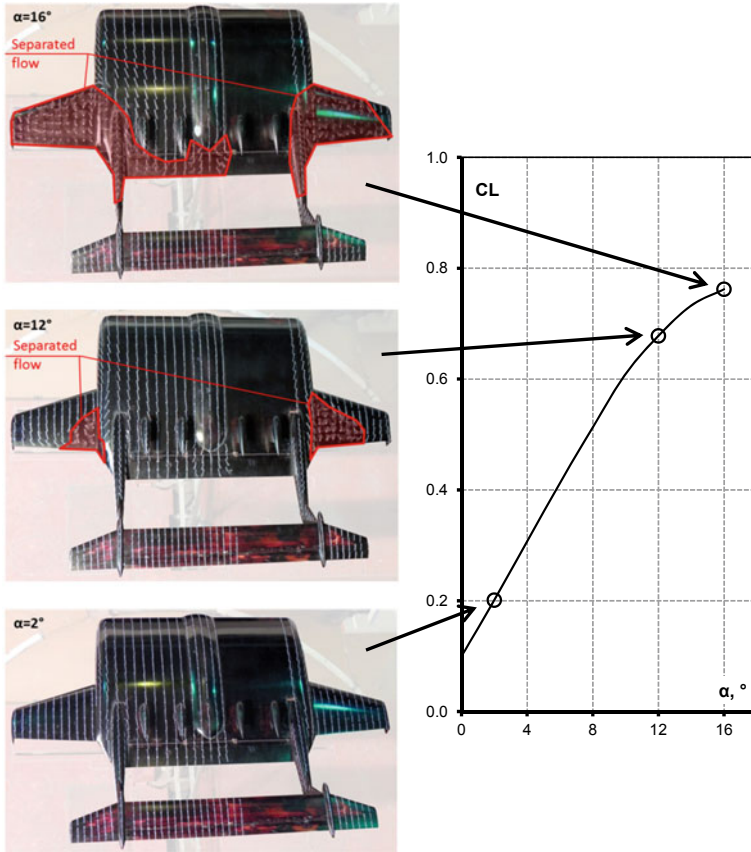 α=16°
Separated
flow
α=12°
Separated
flow
α=2°
1.0
CL
0.8
0.6
0.4
0.2
α, °
0.0
0
4
8
12
16